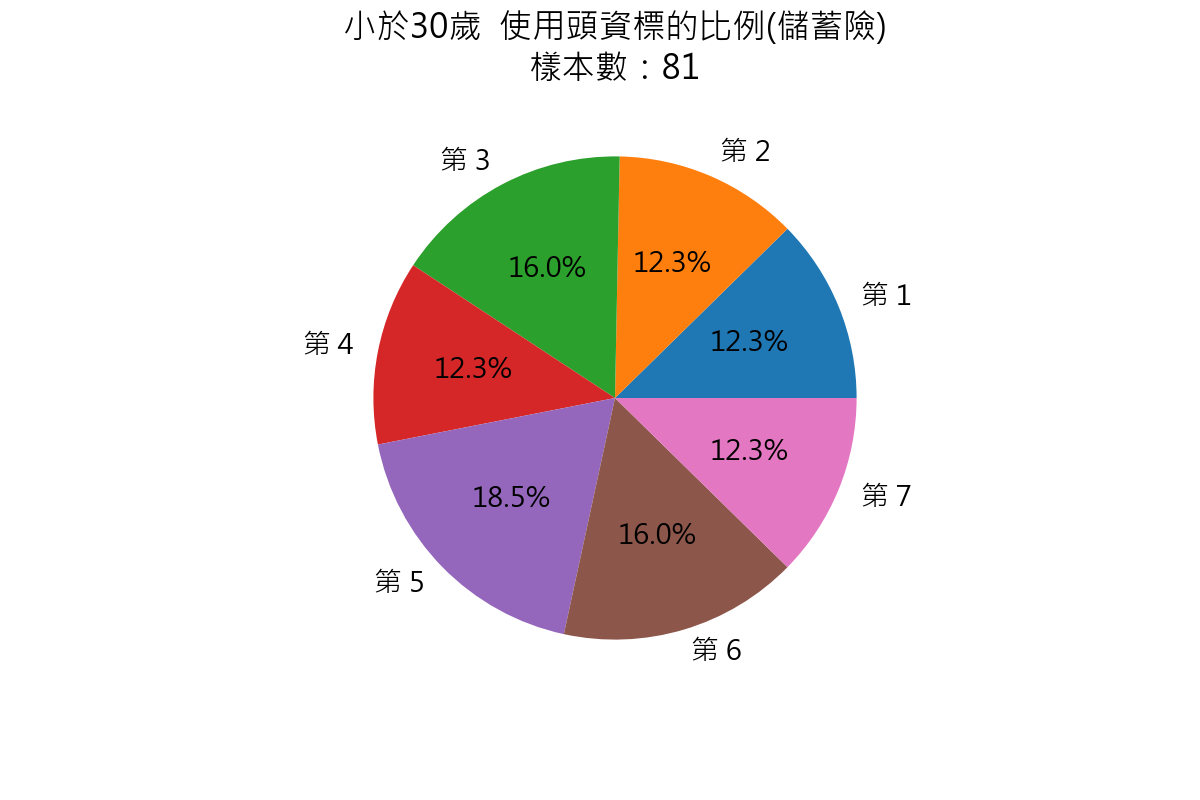 小於30歲  使用頭資標的比例(儲蓄險)
樣本數：81
第 1
12.3%
第 2
12.3%
第 3
16.0%
第 4
12.3%
第 5
18.5%
第 6
16.0%
第 7
12.3%